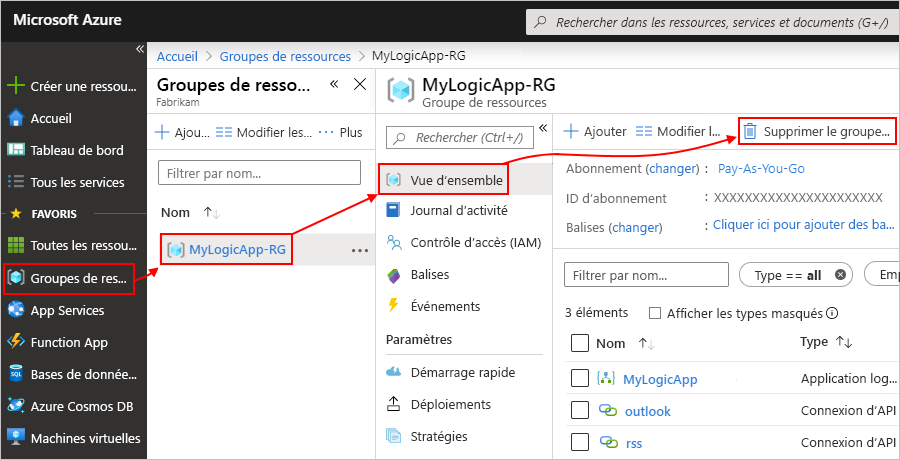 Microsoft Azure
Rechercher dans les ressources, services et documents (G+/)
Créer une ressou...
Accueil
Tableau de bord
Tous les services
FAVORIS
Toutes les ressou...
Groupes de res...
App Services
Function App
Bases de donnée...
Azure Cosmos DB
Machines virtuelles
Accueil > Groupes de ressources > MyLogicApp-RG
Groupes de resso...
Fabrikam
Ajou... Modifier les... ... Plus
Filtrer par nom...
Nom
MyLogicApp-RG
MyLogicApp-RG
Groupe de ressources
Rechercher (Ctrl+/)
Vue d'ensemble
Journal d'activité
Contrôle d'accès (IAM)
Balises
Événements
Paramètres
Démarrage rapide
Déploiements
Stratégies
Ajouter Modifier l... Supprimer le groupe...
Abonnement (changer) : Pay-As-You-Go
ID d'abonnement : XXXXXXXXXXXXXXXXXXXXXXX
Balises (changer) : Cliquer ici pour ajouter des ba...
Filtrer par nom... Type == all Emp
3 éléments Afficher les types masqués
Nom Type
MyLogicApp Application log...
outlook Connexion d'API
rss Connexion d'API